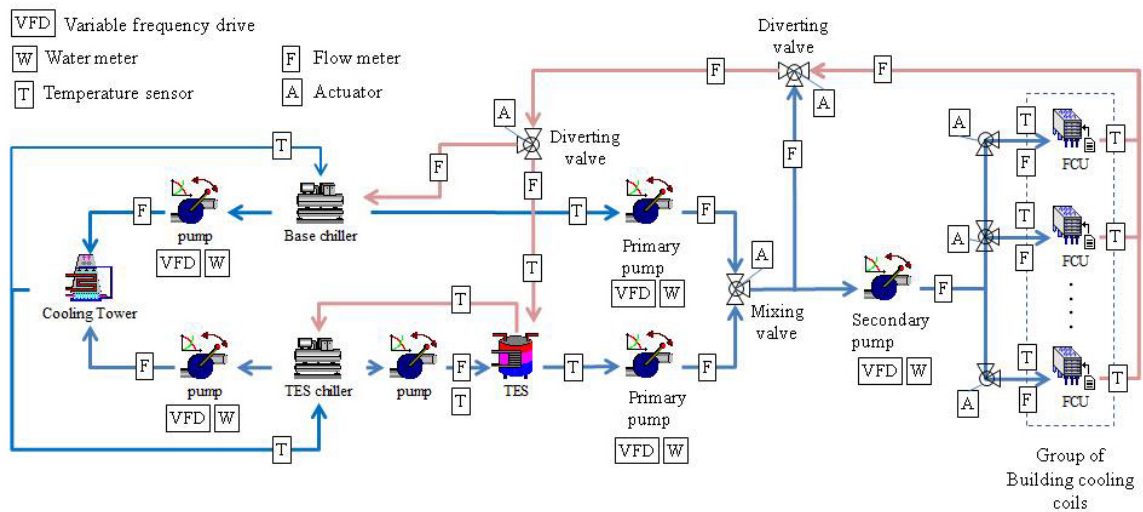 VFD Variable frequency drive
W Water meter
F Flow meter
T Temperature sensor
A Actuator
Diverting
valve
F
F
A
A
Diverting
valve
T
F
F
F
A
T
F
FCU
T
F
pump
VFD W
Base chiller
T
Primary
pump
VFD W
F
A
T
F
FCU
T
A
T
T
Cooling Tower
Mixing
valve
F
Secondary
pump
VFD W
F
pump
VFD W
TES chiller
pump
F
T
TES
T
Primary
pump
VFD W
F
A
T
F
FCU
T
T
Group of
Building cooling
coils